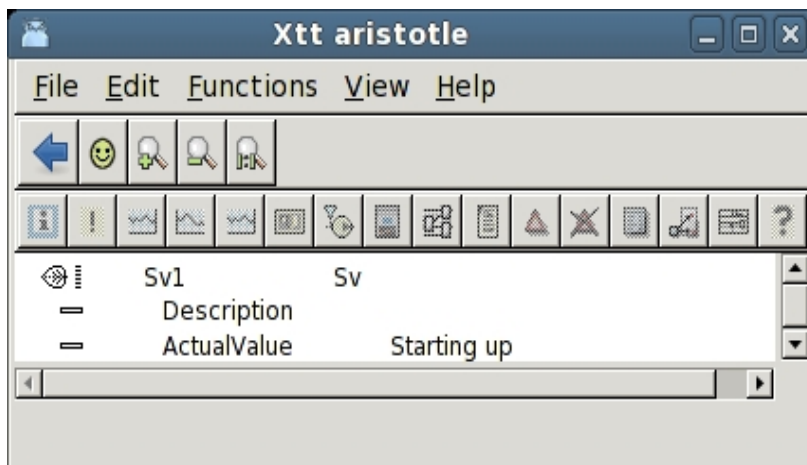 Xtt aristotle
File Edit Functions View Help
Sv1 Sv
Description
ActualValue Starting up